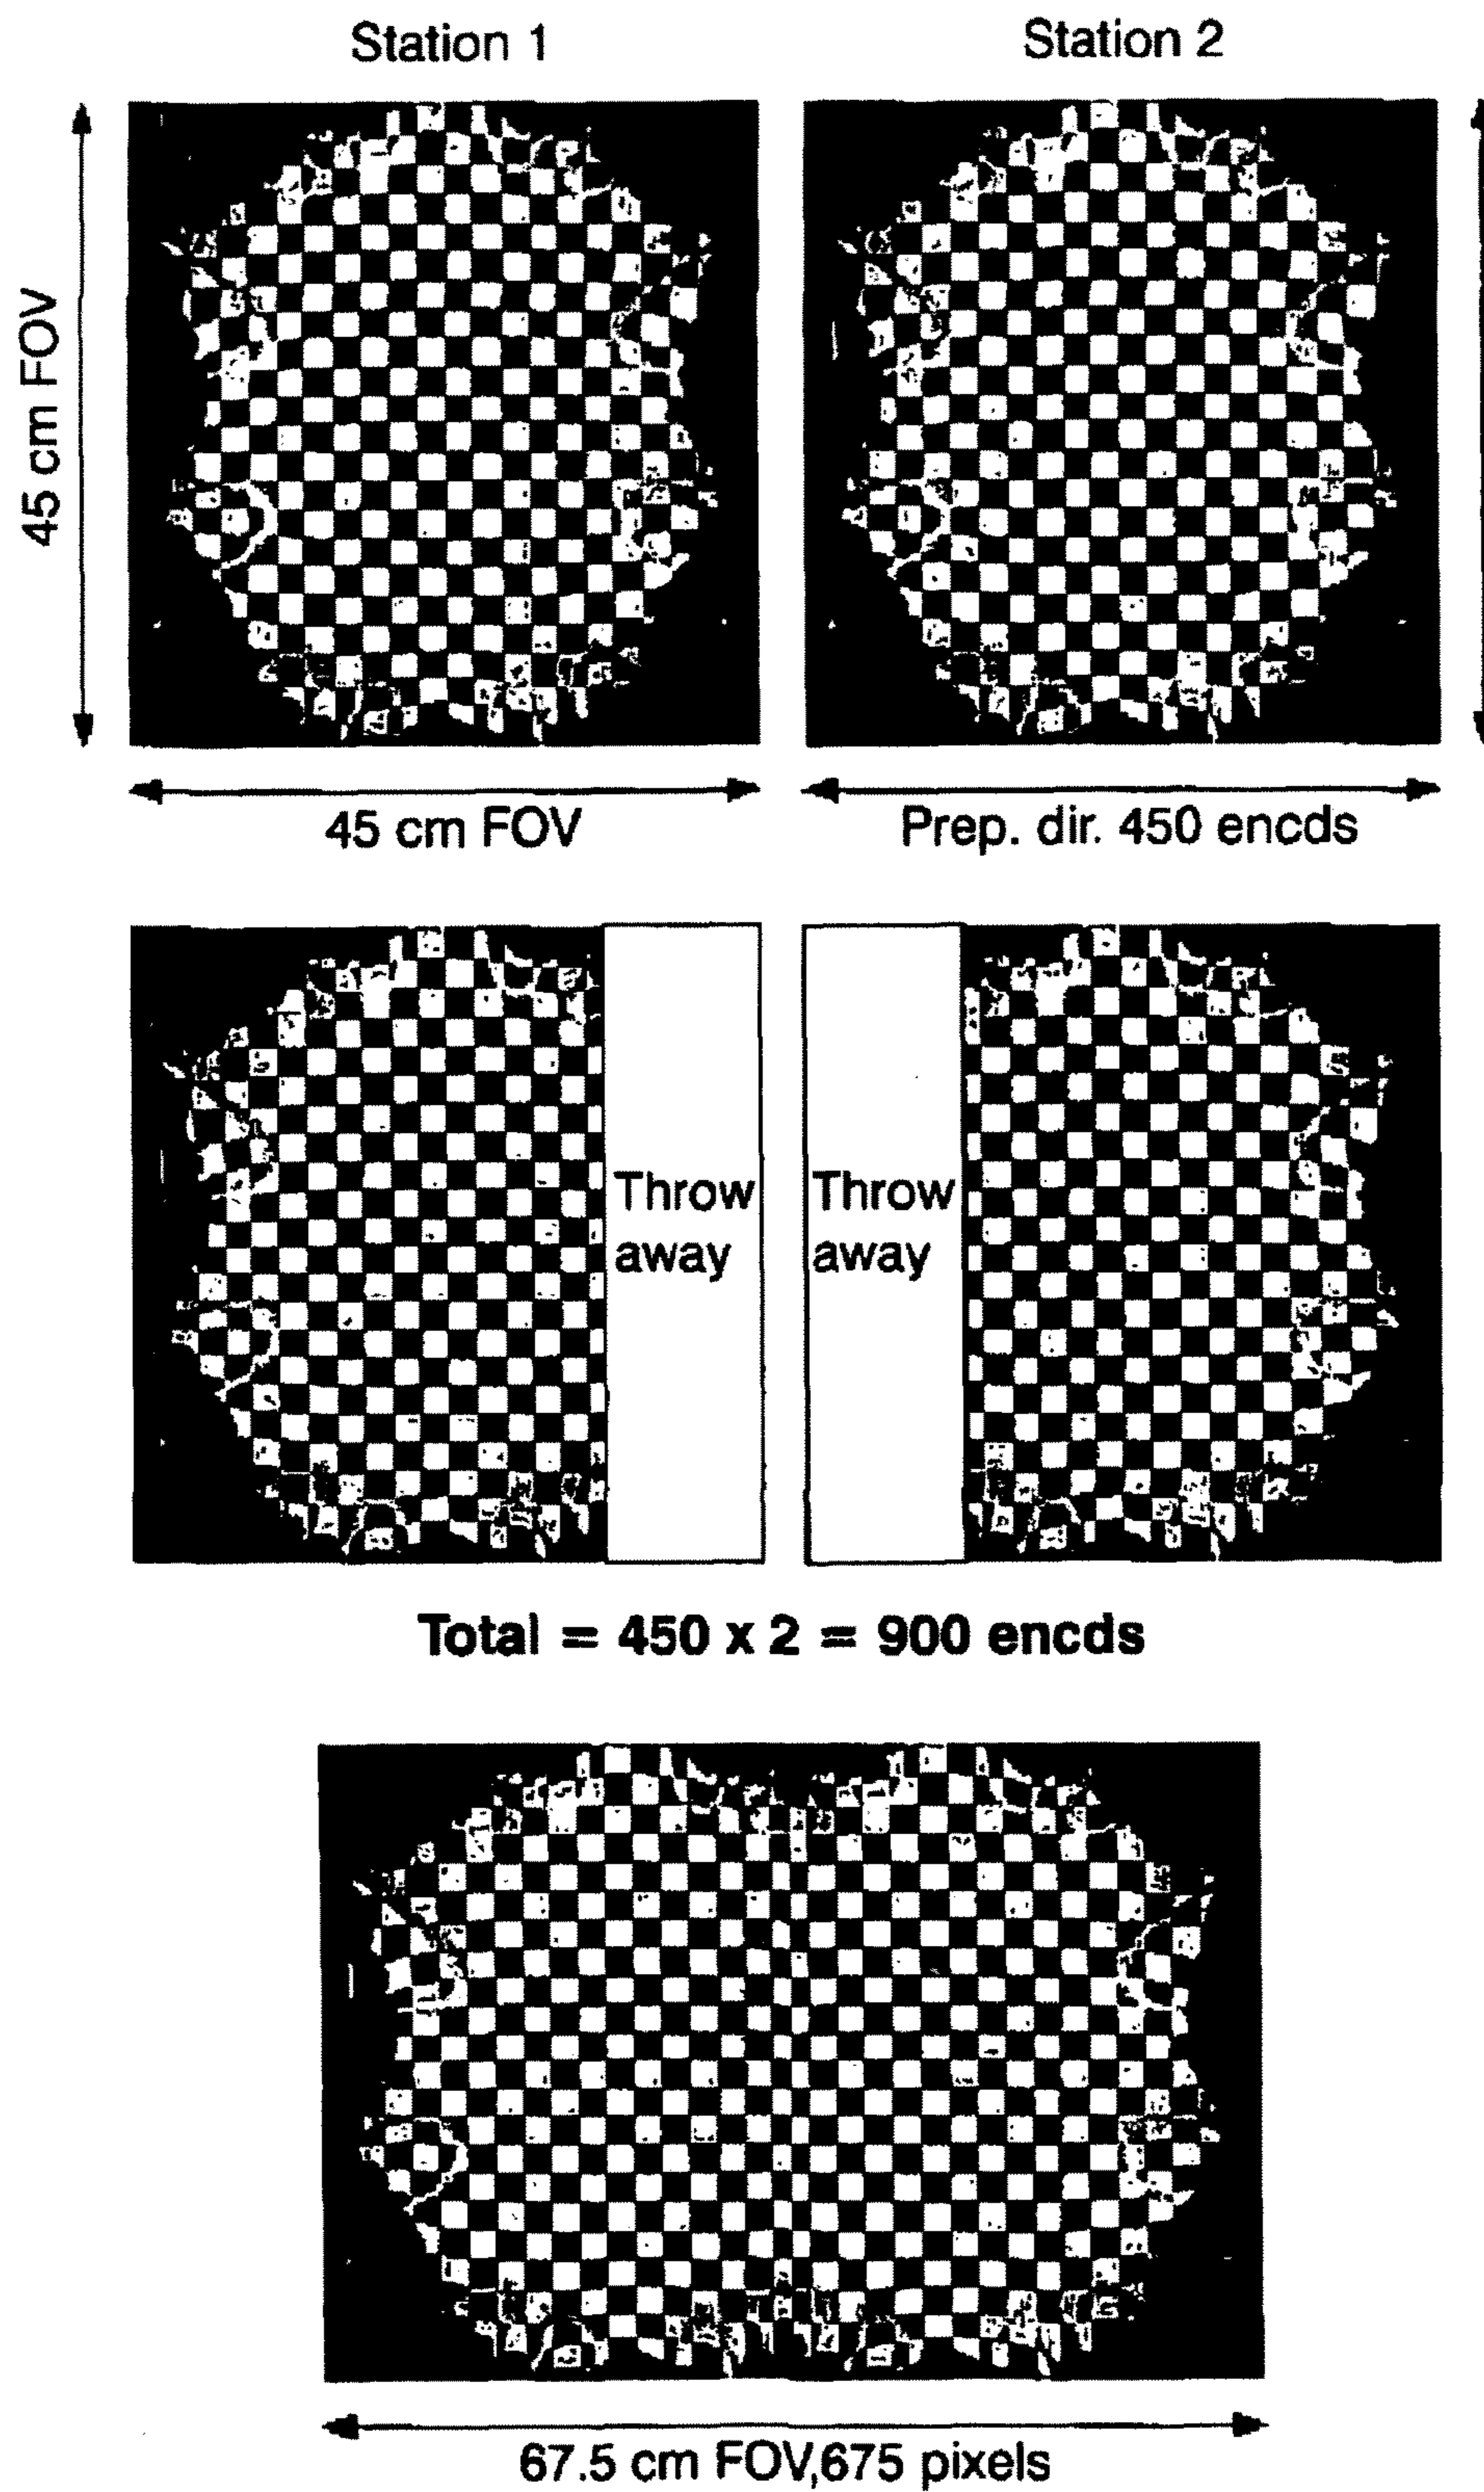 Station 1
Station 2
45 cm FOV
45 cm FOV
Prep. dir. 450 encds
Throw away
Throw away
Total = 450 x 2 = 900 encds
67.5 cm FOV,675 pixels